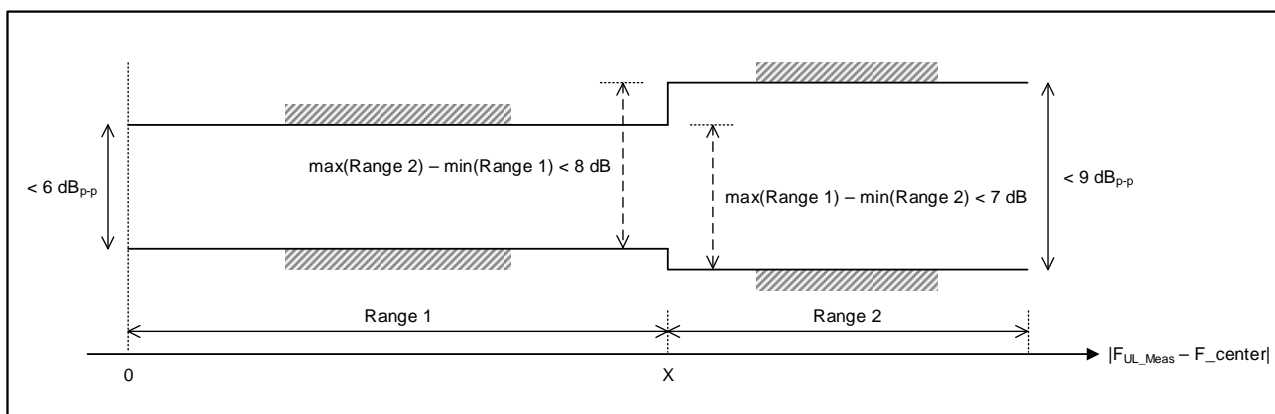 max(Range 2) – min(Range 1) < 8 dB
< 6 dBp-p
max(Range 1) – min(Range 2) < 7 dB
< 9 dBp-p
Range 1
Range 2
|FUL_Meas – F_center|
0
X